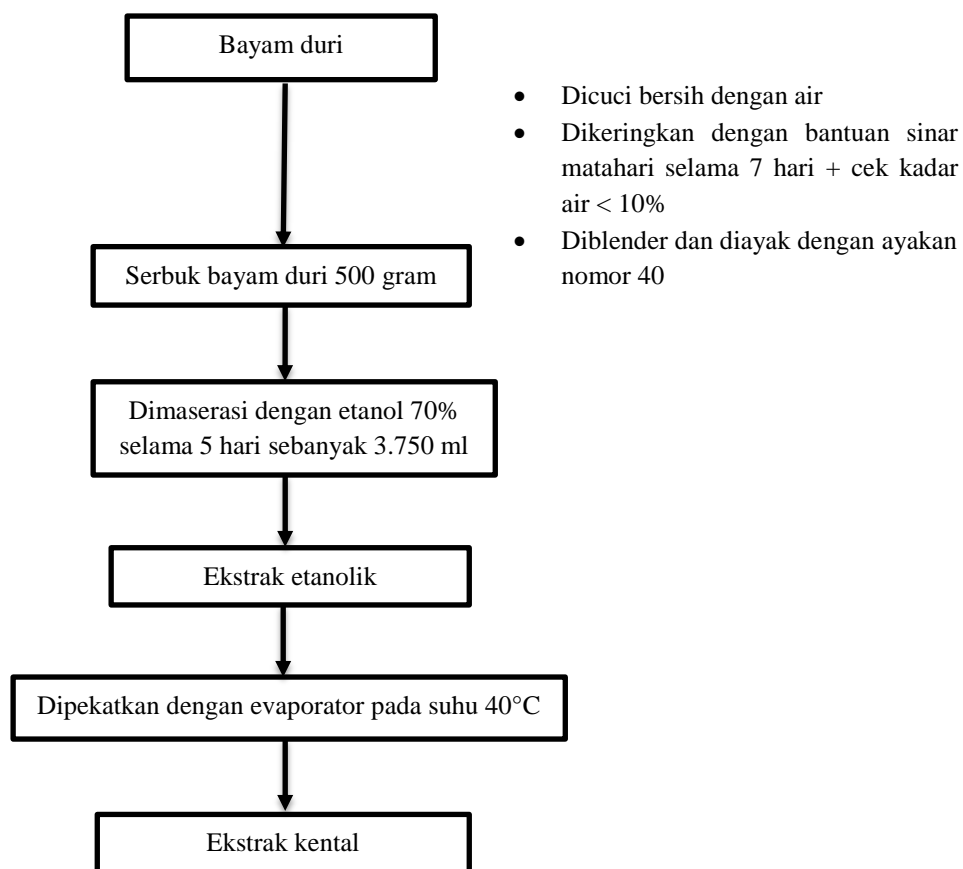 Bayam duri
• Dicuci bersih dengan air
• Dikeringkan dengan bantuan sinar
matahari selama 7 hari + cek kadar
air < 10%
• Diblender dan diayak dengan ayakan
nomor 40
Serbuk bayam duri 500 gram
Dimaserasi dengan etanol 70%
selama 5 hari sebanyak 3.750 ml
Ekstrak etanolik
Dipekatkan dengan evaporator pada suhu 40°C
Ekstrak kental